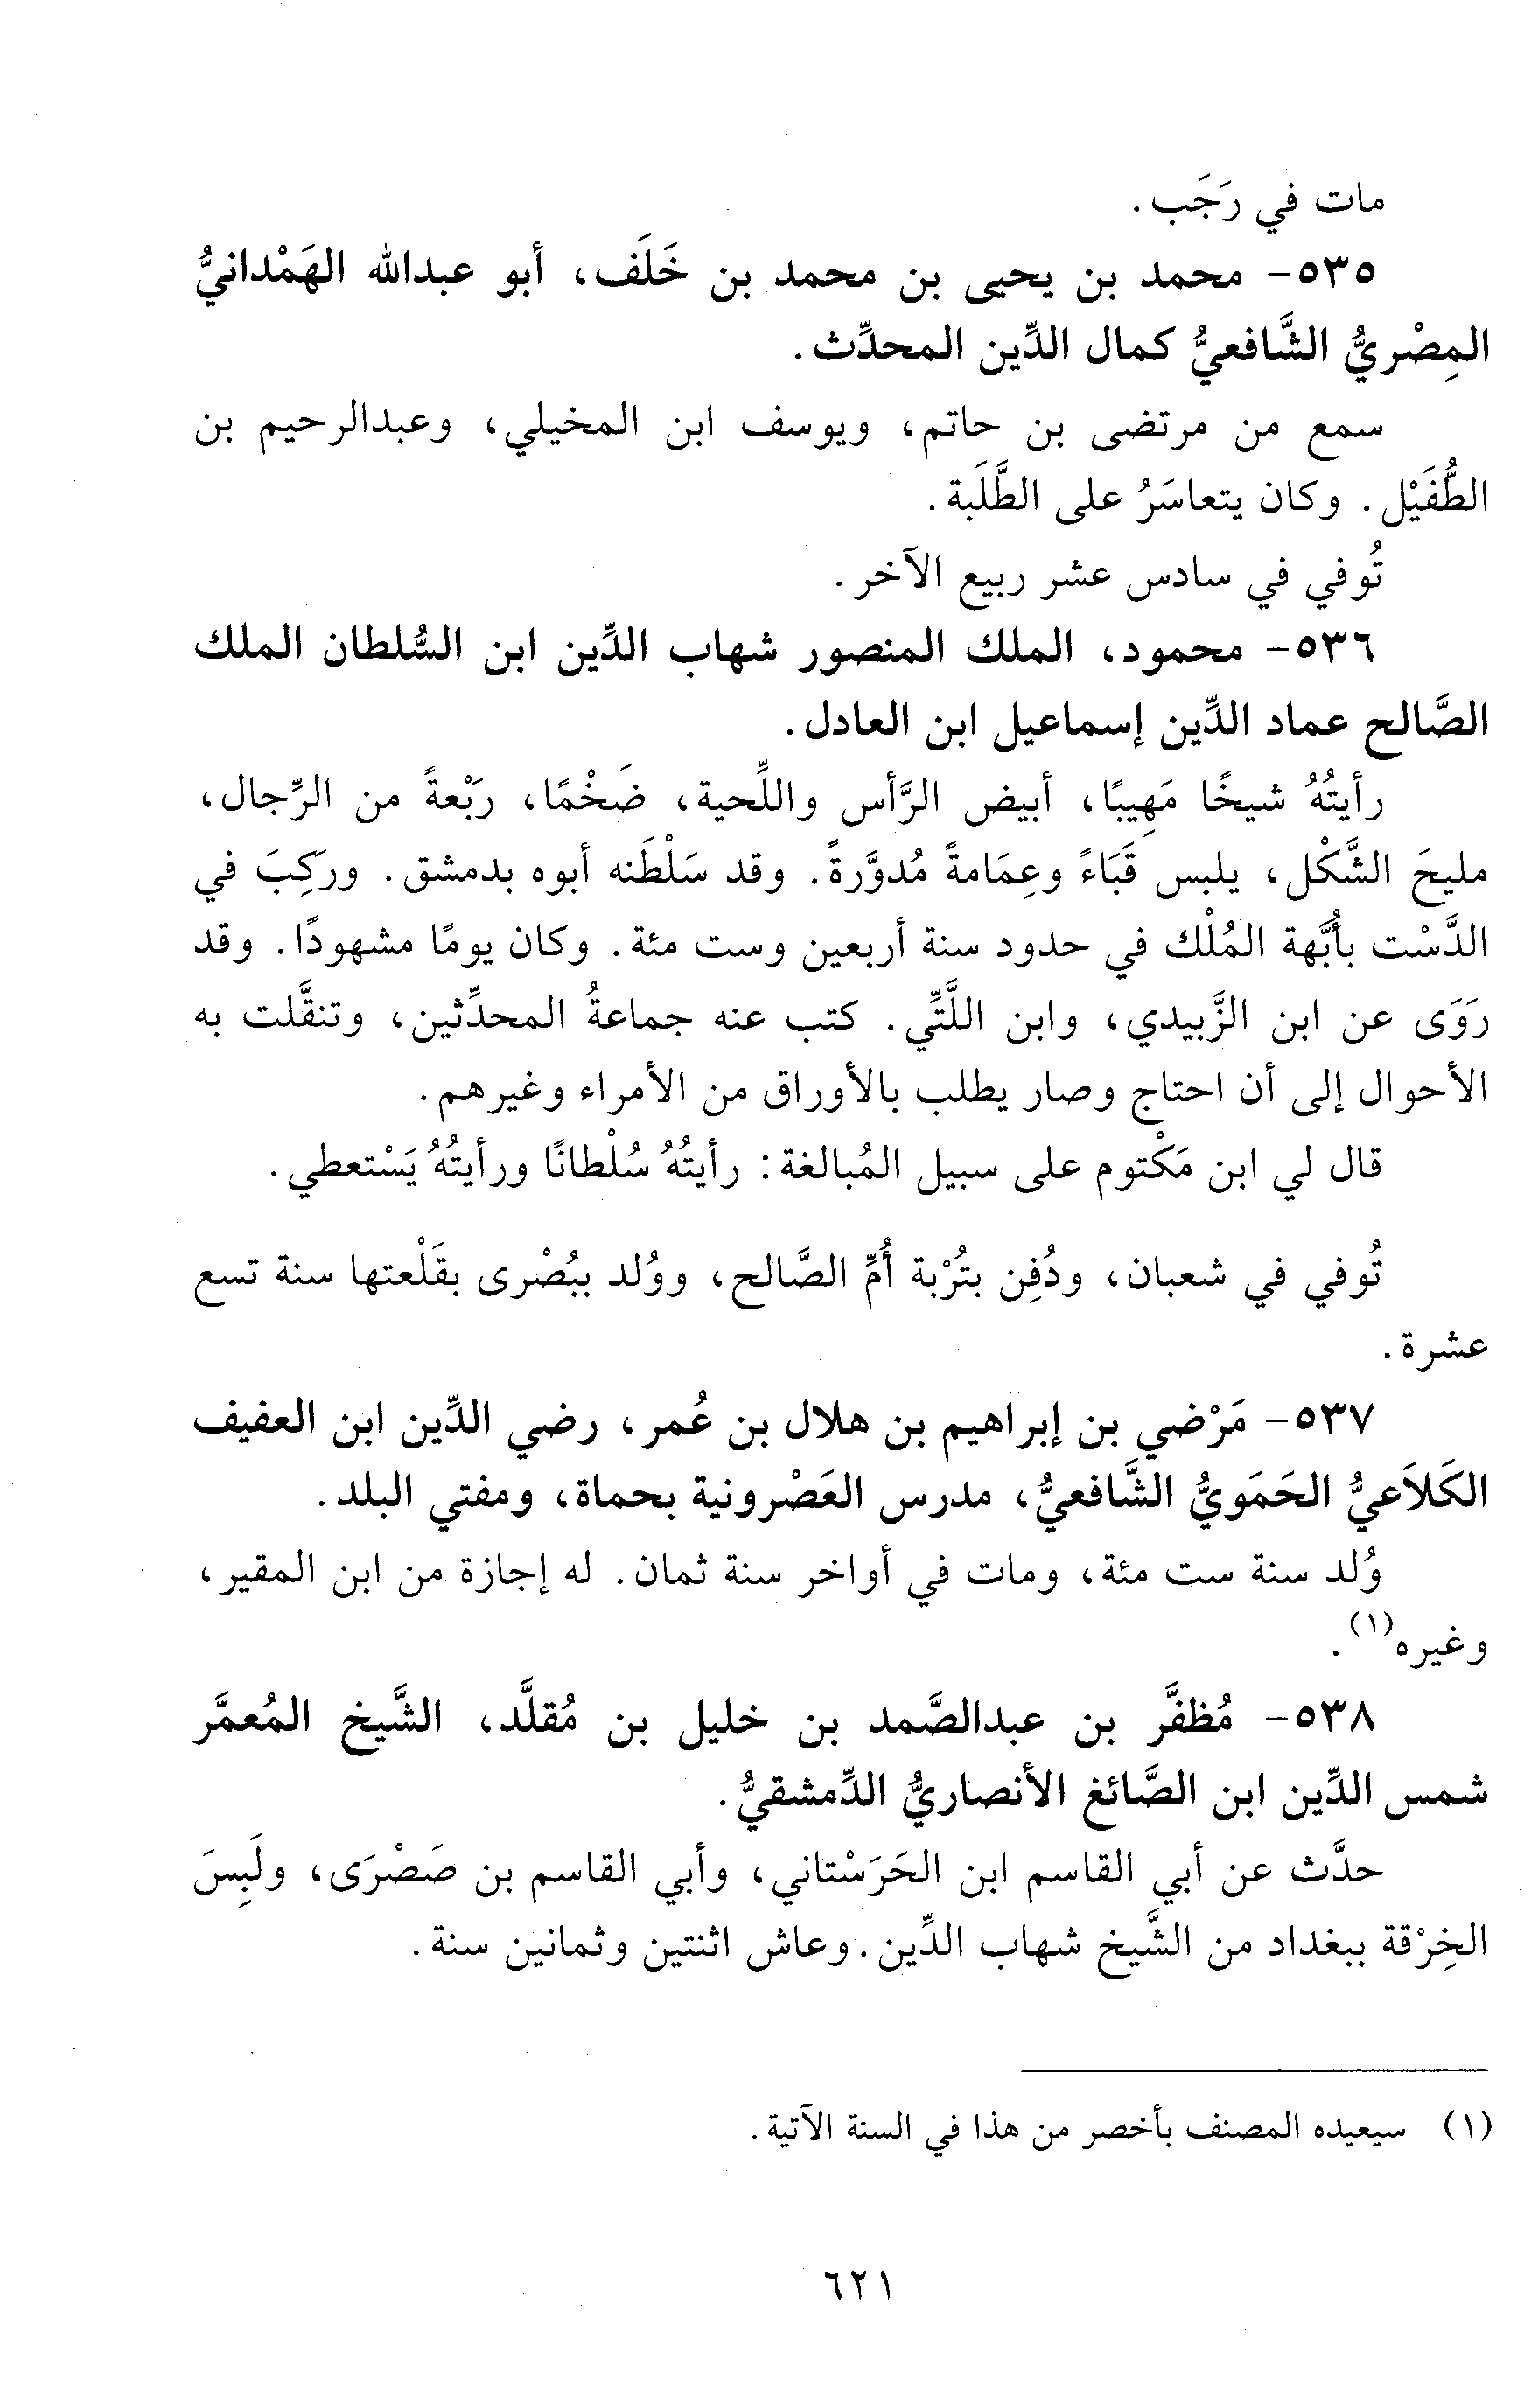 مات في رَجَب.
٥٣٥- محمد بن يحيى بن محمد بن خَلَف، أبو عبدالله الهَمْدانيُّ
المِصْريُّ الشَّافعيُّ كمال الدِّين المحدِّث.
سمع من مرتضى بن حاتم، ويوسف ابن المخيلي، وعبدالرحيم بن
الطُّفَيْل. وكان يتعاسَرُ على الطَّلَبة.
تُوفي في سادس عشر ربيع الآخر.
٥٣٦- محمود، الملك المنصور شهاب الدِّين ابن السُّلطان الملك
الصَّالح عماد الدِّين إسماعيل ابن العادل.
رأيتُهُ شيخًا مَهِيبًا، أبيض الرَّأس واللِّحية، ضَخْمًا، رَبْعةً من الرِّجال،
مليحَ الشَّكْل، يلبس قَبَاءً وعِمَامةً مُدوَّرةً. وقد سَلْطَنه أبوه بدمشق. وركِبَ في
الدَّسْت بأُبَّهة المُلْك في حدود سنة أربعين وست مئة. وكان يومًا مشهودًا. وقد
رَوَى عن ابن الزَّبيدي، وابن اللَّتِّي. كتب عنه جماعةُ المحدِّثين، وتنقَّلت به
الأحوال إلى أن احتاج وصار يطلب بالأوراق من الأمراء وغيرهم.
قال لي ابن مَكْتوم على سبيل المُبالغة: رأيتُهُ سُلْطانًا ورأيتُهُ يَسْتعطي.
تُوفي في شعبان، ودُفِن بتُرْبة أُمِّ الصَّالح، ووُلد ببُصْرى بقَلْعتها سنة تسع
عشرة.
٥٣٧- مَرْضي بن إبراهيم بن هلال بن عُمر، رضي الدِّين ابن العفيف
الكَلاَعيُّ الحَمَويُّ الشَّافعيُّ، مدرس العَصْرونية بحماة، ومفتي البلد.
وُلد سنة ست مئة، ومات في أواخر سنة ثمان. له إجازة من ابن المقير،
وغيره(١).
٥٣٨- مُظفَّر بن عبدالصَّمد بن خليل بن مُقلَّد، الشَّيخ المُعمَّر
شمس الدِّين ابن الصَّائغ الأنصاريُّ الدِّمشقيُّ.
حدَّث عن أبي القاسم ابن الحَرَسْتاني، وأبي القاسم بن صَصْرَى، ولَبِسَ
الخِرْقة ببغداد من الشَّيخ شهاب الدِّين. وعاش اثنتين وثمانين سنة.
(١) سيعيده المصنف بأخصر من هذا في السنة الآتية.
٦٢١